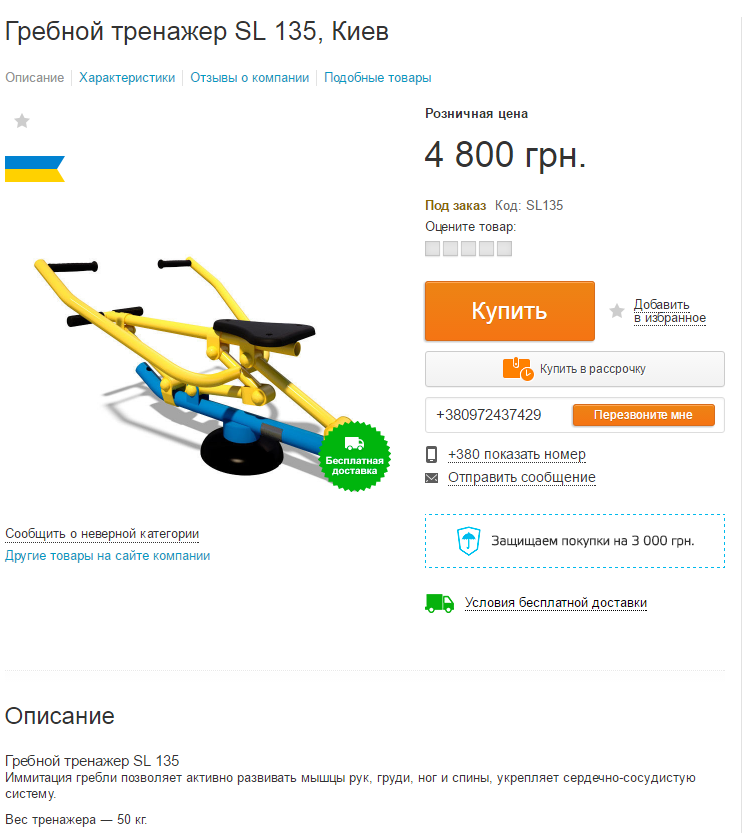 Гребной тренажер SL 135, Киев
Описание
Характеристики
Отзывы о компании
Подобные товары
Розничная цена
4 800 грн.
Под заказ Код: SL135
Оцените товар:
Купить
Добавить
в избранное
Купить в рассрочку
+380972437429
Перезвоните мне
+380 показать номер
Отправить сообщение
Бесплатная
доставка
Защищаем покупки на 3 000 грн.
Сообщить о неверной категории
Другие товары на сайте компании
Условия бесплатной доставки
Описание
Гребной тренажер SL 135
Иммитация гребли позволяет активно развивать мышцы рук, груди, ног и спины, укрепляет сердечно-сосудистую
систему.
Вес тренажера — 50 кг.